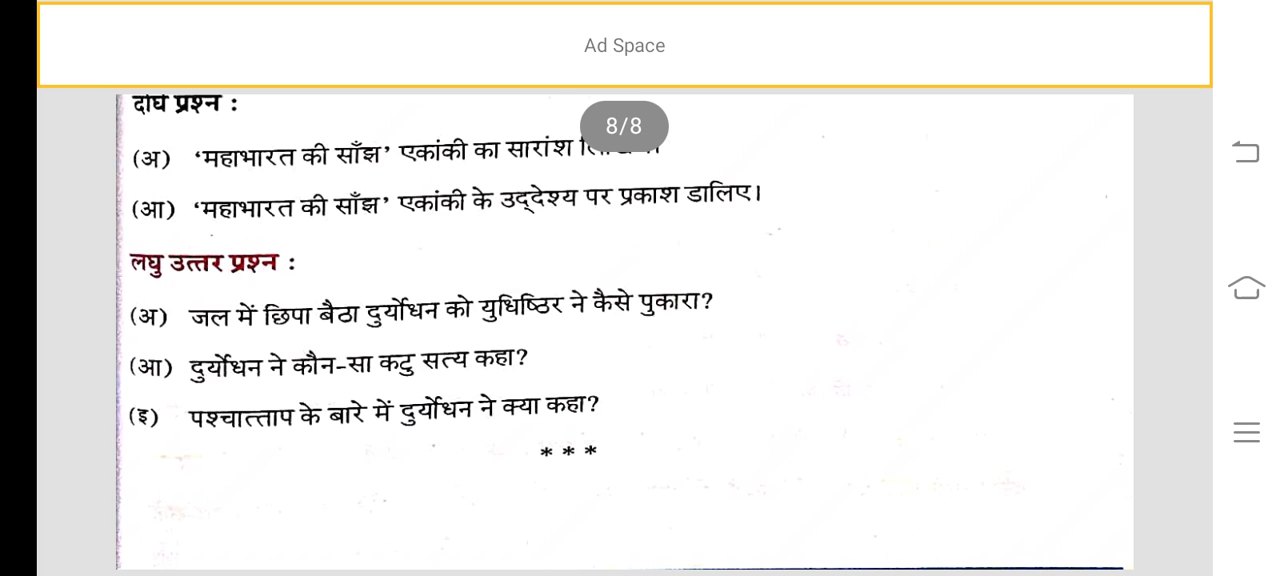 Ad Space
दीर्घ प्रश्न :
8/8
(अ) ‘महाभारत की साँझ’ एकांकी का सारांश
(आ) ‘महाभारत की साँझ’ एकांकी के उद्देश्य पर प्रकाश डालिए।
लघु उत्तर प्रश्न :
(अ) जल में छिपा बैठा दुर्योधन को युधिष्ठिर ने कैसे पुकारा?
(आ) दुर्योधन ने कौन-सा कटु सत्य कहा?
(इ) पश्चात्ताप के बारे में दुर्योधन ने क्या कहा?
* * *